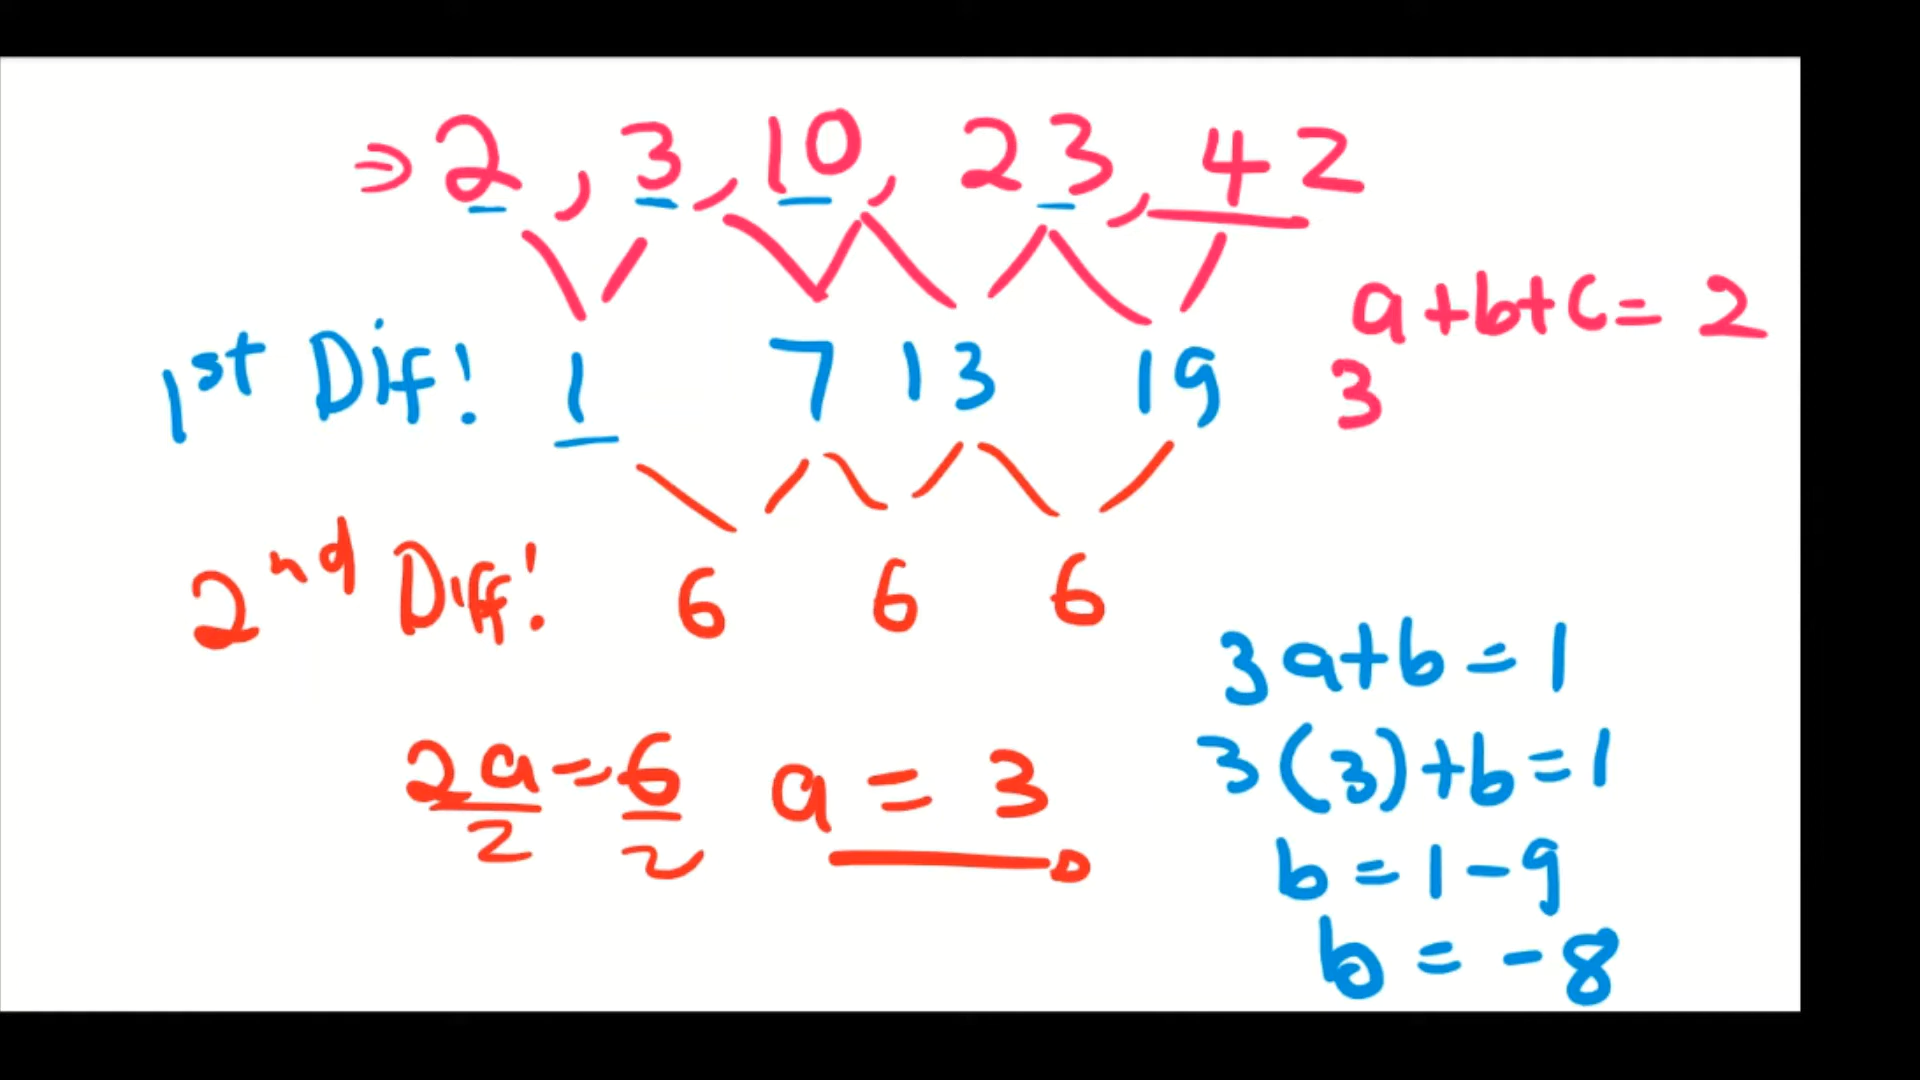 ⇒ 2, 3, 10, 23, 42
a+b+c= 2
1st Dif! 1 7 13 19
3
2nd Diff! 6 6 6
3a+b=1
2a/2=6/2 a = 3
3(3)+b=1
b=1-9
b = -8